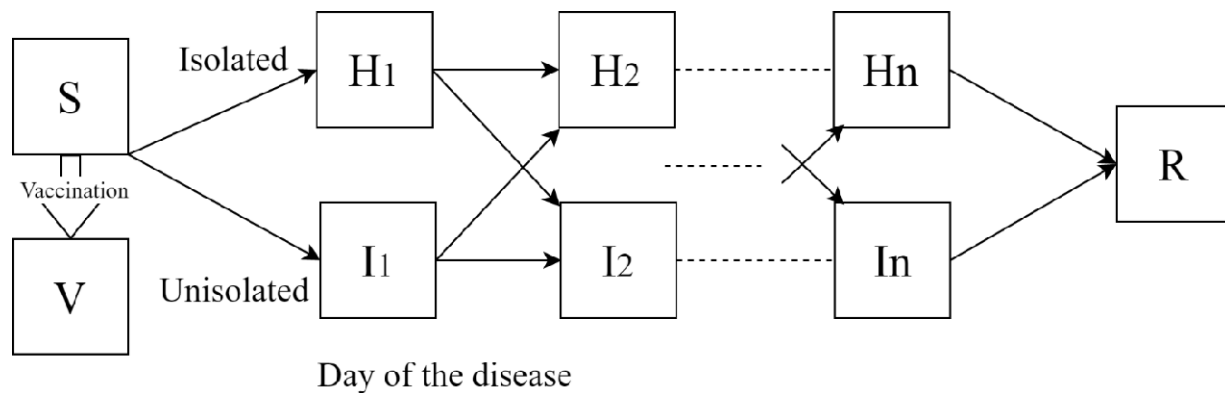 S
Isolated
H1
H2
Hn
R
Vaccination
V
Unisolated
I1
I2
In
Day of the disease